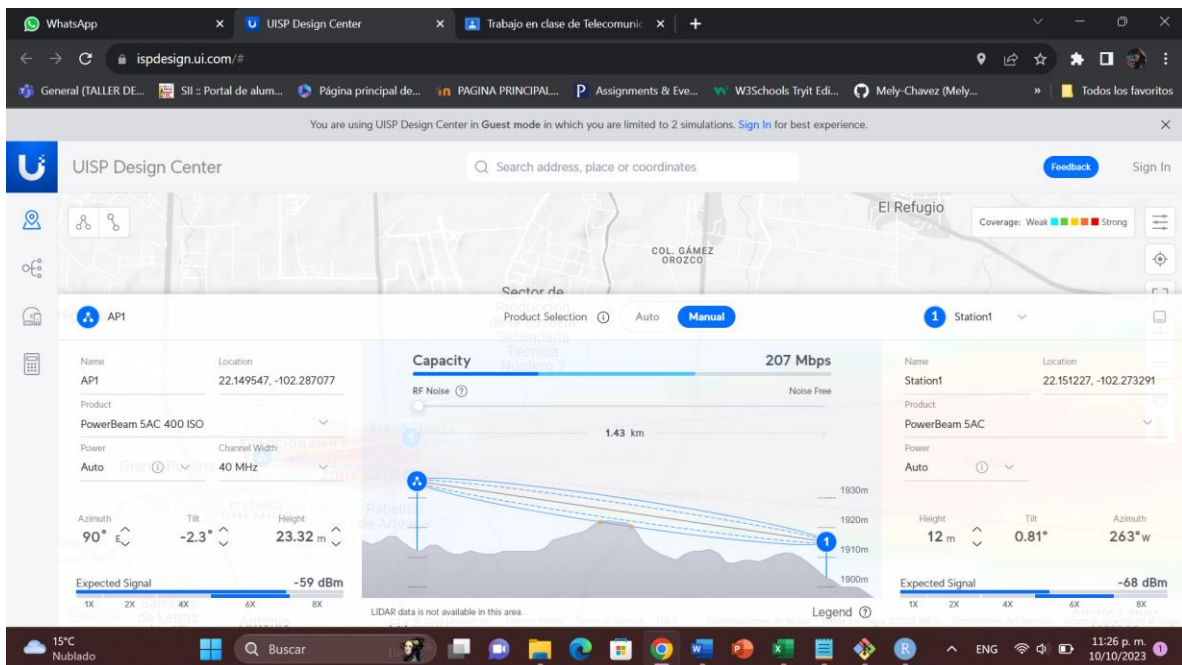 WhatsApp
UISP Design Center
Trabajo en clase de Telecomunic
ispdesign.ui.com/#
General (TALLER DE...
SII :: Portal de alum...
Página principal de...
PAGINA PRINCIPAL...
Assignments & Eve...
W3Schools Tryit Edi...
Mely-Chavez (Mely...
»
Todos los favoritos
You are using UISP Design Center in Guest mode in which you are limited to 2 simulations. Sign In for best experience.
UISP Design Center
Search address, place or coordinates
Feedback
Sign In
El Refugio
Coverage: Weak Strong
COL. GÁMEZ
OROZCO
Sector de
AP1
Product Selection
Auto
Manual
1 Station1
Name
AP1
Location
22.149547, -102.287077
Product
PowerBeam 5AC 400 ISO
Power
Auto
Channel Width
40 MHz
Azimuth
90° E
Tilt
-2.3°
Height
23.32 m
Expected Signal -59 dBm
1X 2X 4X 6X 8X
Capacity 207 Mbps
RF Noise Noise Free
1.43 km
1930m
1920m
1
1910m
1900m
LIDAR data is not available in this area.
Legend
Name
Station1
Location
22.151227, -102.273291
Product
PowerBeam 5AC
Power
Auto
Height
12 m
Tilt
0.81°
Azimuth
263° w
Expected Signal -68 dBm
1X 2X 4X 6X 8X
15°C
Nublado
Buscar
ENG
11:26 p. m.
10/10/2023
1